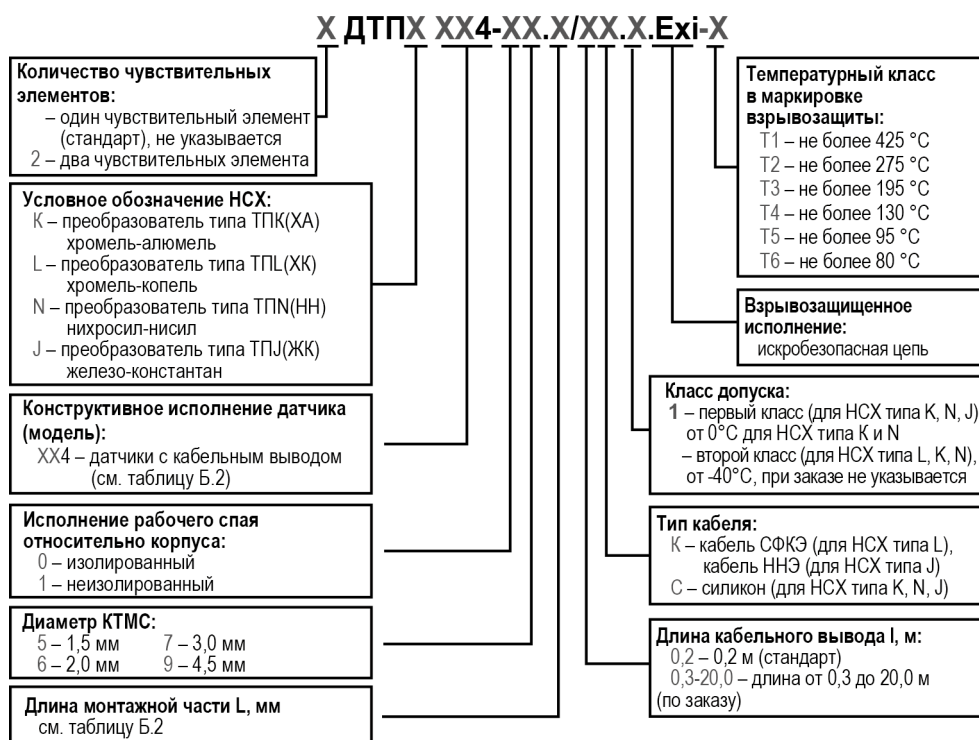 Х ДТПХ ХХ4-ХХ.Х/ХХ.Х.Exi-Х
Количество чувствительных
элементов:
– один чувствительный элемент
(стандарт), не указывается
2 – два чувствительных элемента
Условное обозначение НСХ:
К – преобразователь типа ТПК(ХА)
хромель-алюмель
L – преобразователь типа ТПL(ХК)
хромель-копель
N – преобразователь типа ТПN(НН)
нихросил-нисил
J – преобразователь типа ТПJ(ЖК)
железо-константан
Конструктивное исполнение датчика
(модель):
ХХ4 – датчики с кабельным выводом
(см. таблицу Б.2)
Исполнение рабочего спая
относительно корпуса:
0 – изолированный
1 – неизолированный
Диаметр КТМС:
5 – 1,5 мм 7 – 3,0 мм
6 – 2,0 мм 9 – 4,5 мм
Длина монтажной части L, мм
см. таблицу Б.2
Температурный класс
в маркировке
взрывозащиты:
Т1 – не более 425 °С
Т2 – не более 275 °С
Т3 – не более 195 °С
Т4 – не более 130 °С
Т5 – не более 95 °С
Т6 – не более 80 °С
Взрывозащищенное
исполнение:
искробезопасная цепь
Класс допуска:
1 – первый класс (для НСХ типа K, N, J)
от 0°С для НСХ типа K и N
– второй класс (для НСХ типа L, K, N),
от -40°С, при заказе не указывается
Тип кабеля:
К – кабель СФКЭ (для НСХ типа L),
кабель ННЭ (для НСХ типа J)
С – силикон (для НСХ типа K, N, J)
Длина кабельного вывода l, м:
0,2 – 0,2 м (стандарт)
0,3-20,0 – длина от 0,3 до 20,0 м
(по заказу)